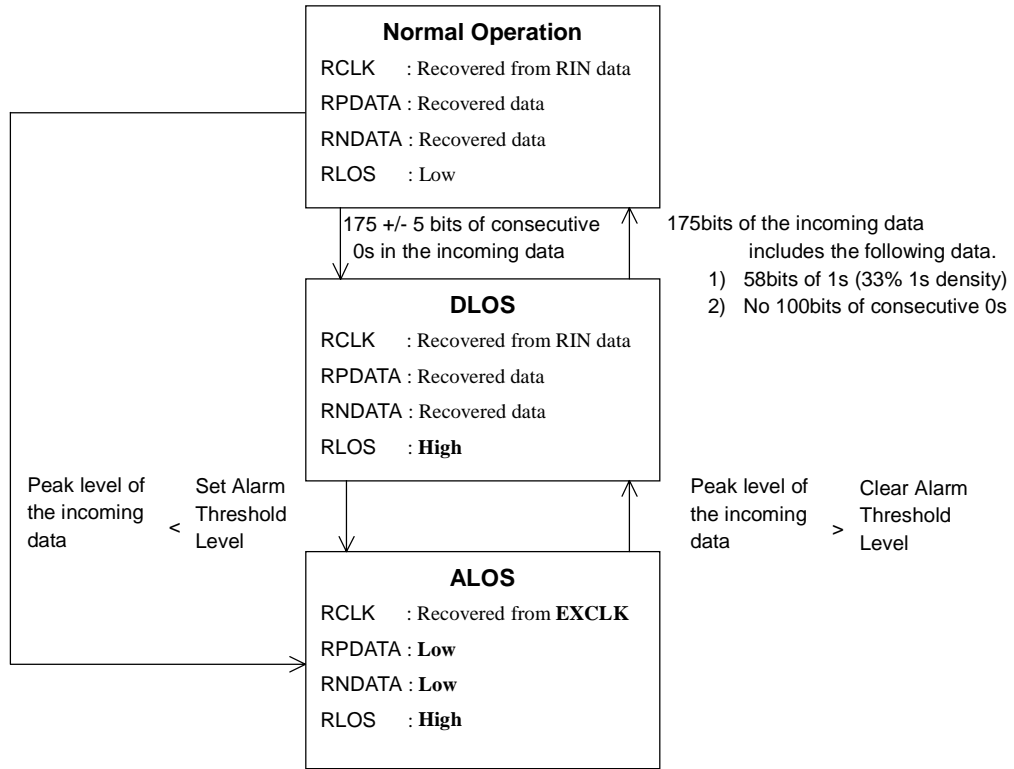 Normal Operation
RCLK : Recovered from RIN data
RPDATA : Recovered data
RNDATA : Recovered data
RLOS : Low
175 +/- 5 bits of consecutive
0s in the incoming data
175bits of the incoming data
includes the following data.
1) 58bits of 1s (33% 1s density)
2) No 100bits of consecutive 0s
DLOS
RCLK : Recovered from RIN data
RPDATA : Recovered data
RNDATA : Recovered data
RLOS : High
Peak level of
the incoming
data
<
Set Alarm
Threshold
Level
Peak level of
the incoming
data
>
Clear Alarm
Threshold
Level
ALOS
RCLK : Recovered from EXCLK
RPDATA : Low
RNDATA : Low
RLOS : High